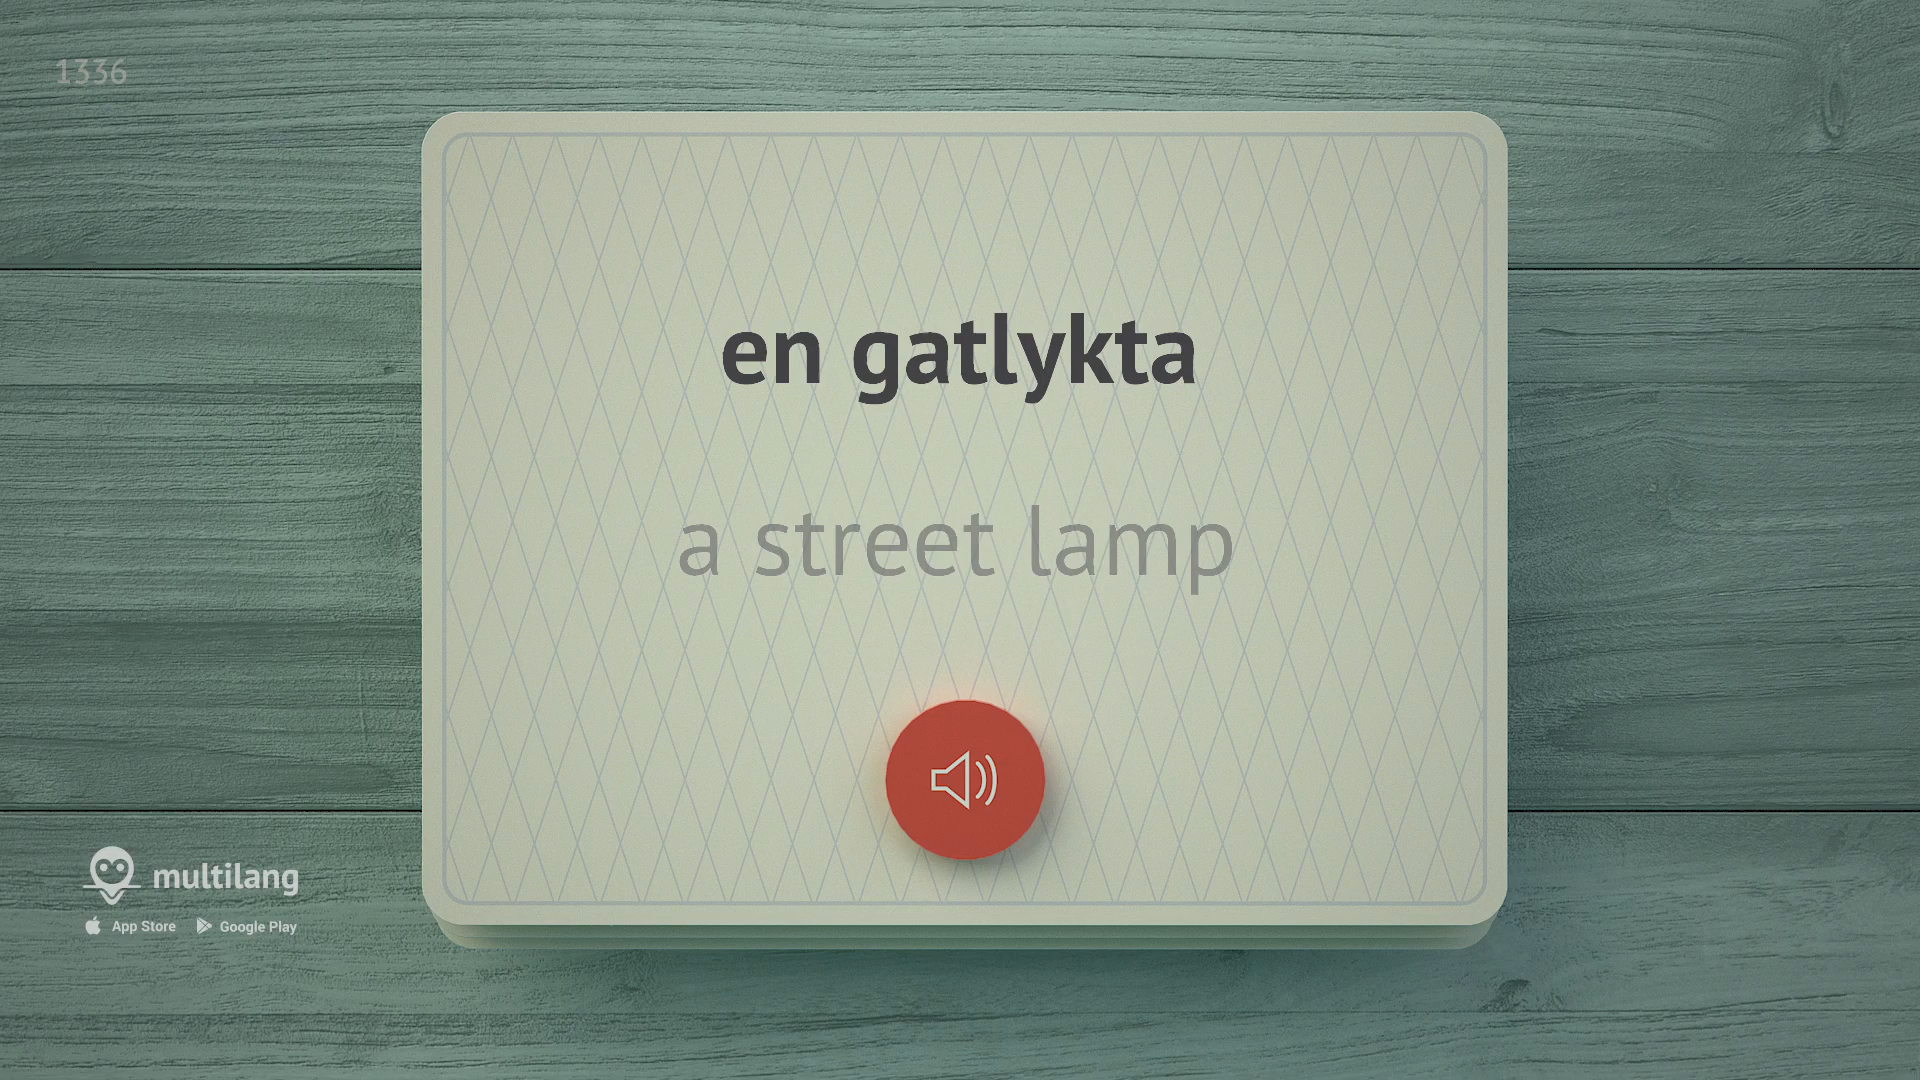 1336
en gatlykta
a street lamp
multilang
App Store
Google Play